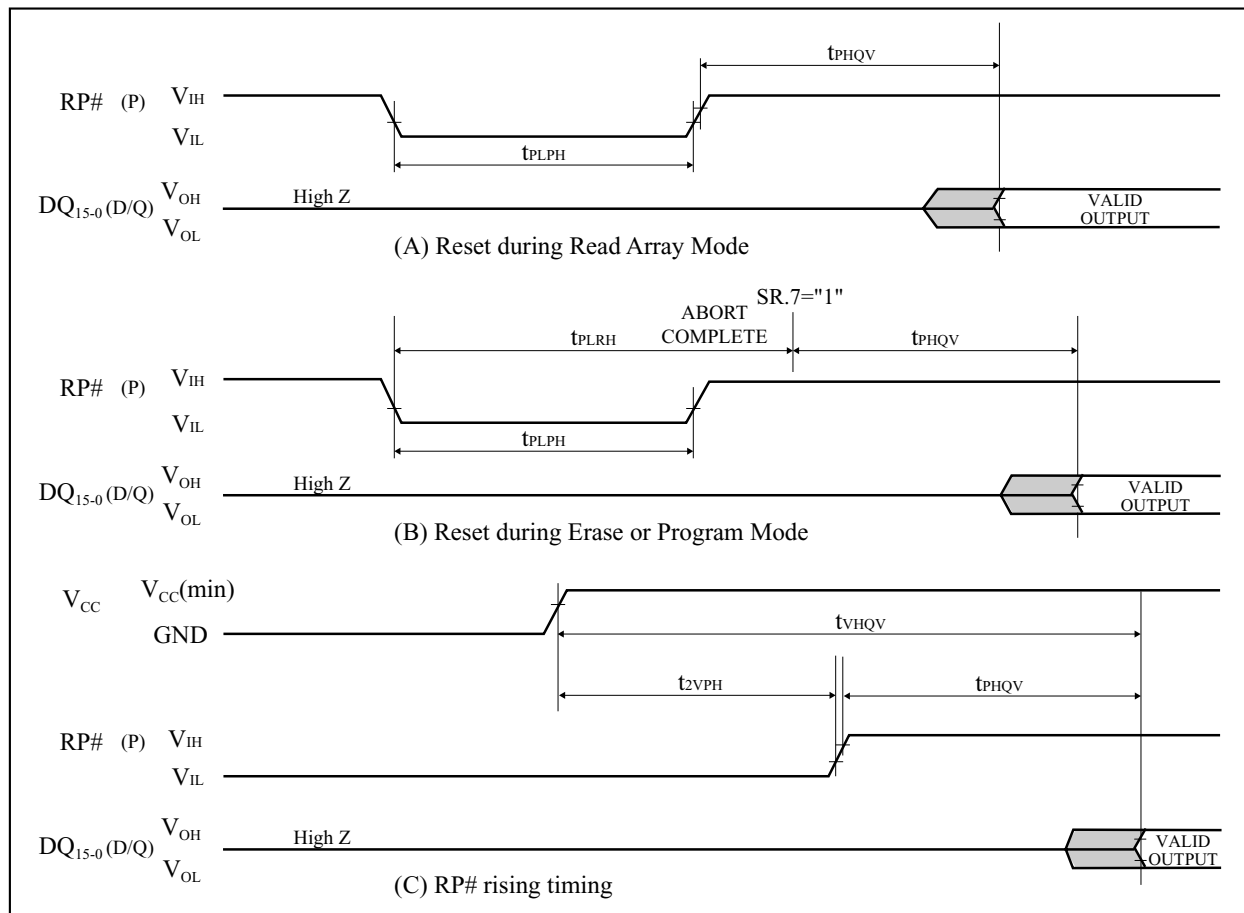 tPHQV
RP# (P) VIH
VIL
tPLPH
DQ15-0 (D/Q) VOH
VOL
High Z
VALID
OUTPUT
(A) Reset during Read Array Mode
SR.7="1"
ABORT
COMPLETE
tPLRH
tPHQV
RP# (P) VIH
VIL
tPLPH
DQ15-0 (D/Q) VOH
VOL
High Z
VALID
OUTPUT
(B) Reset during Erase or Program Mode
VCC VCC(min)
GND
tVHQV
t2VPH
tPHQV
RP# (P) VIH
VIL
DQ15-0 (D/Q) VOH
VOL
High Z
VALID
OUTPUT
(C) RP# rising timing